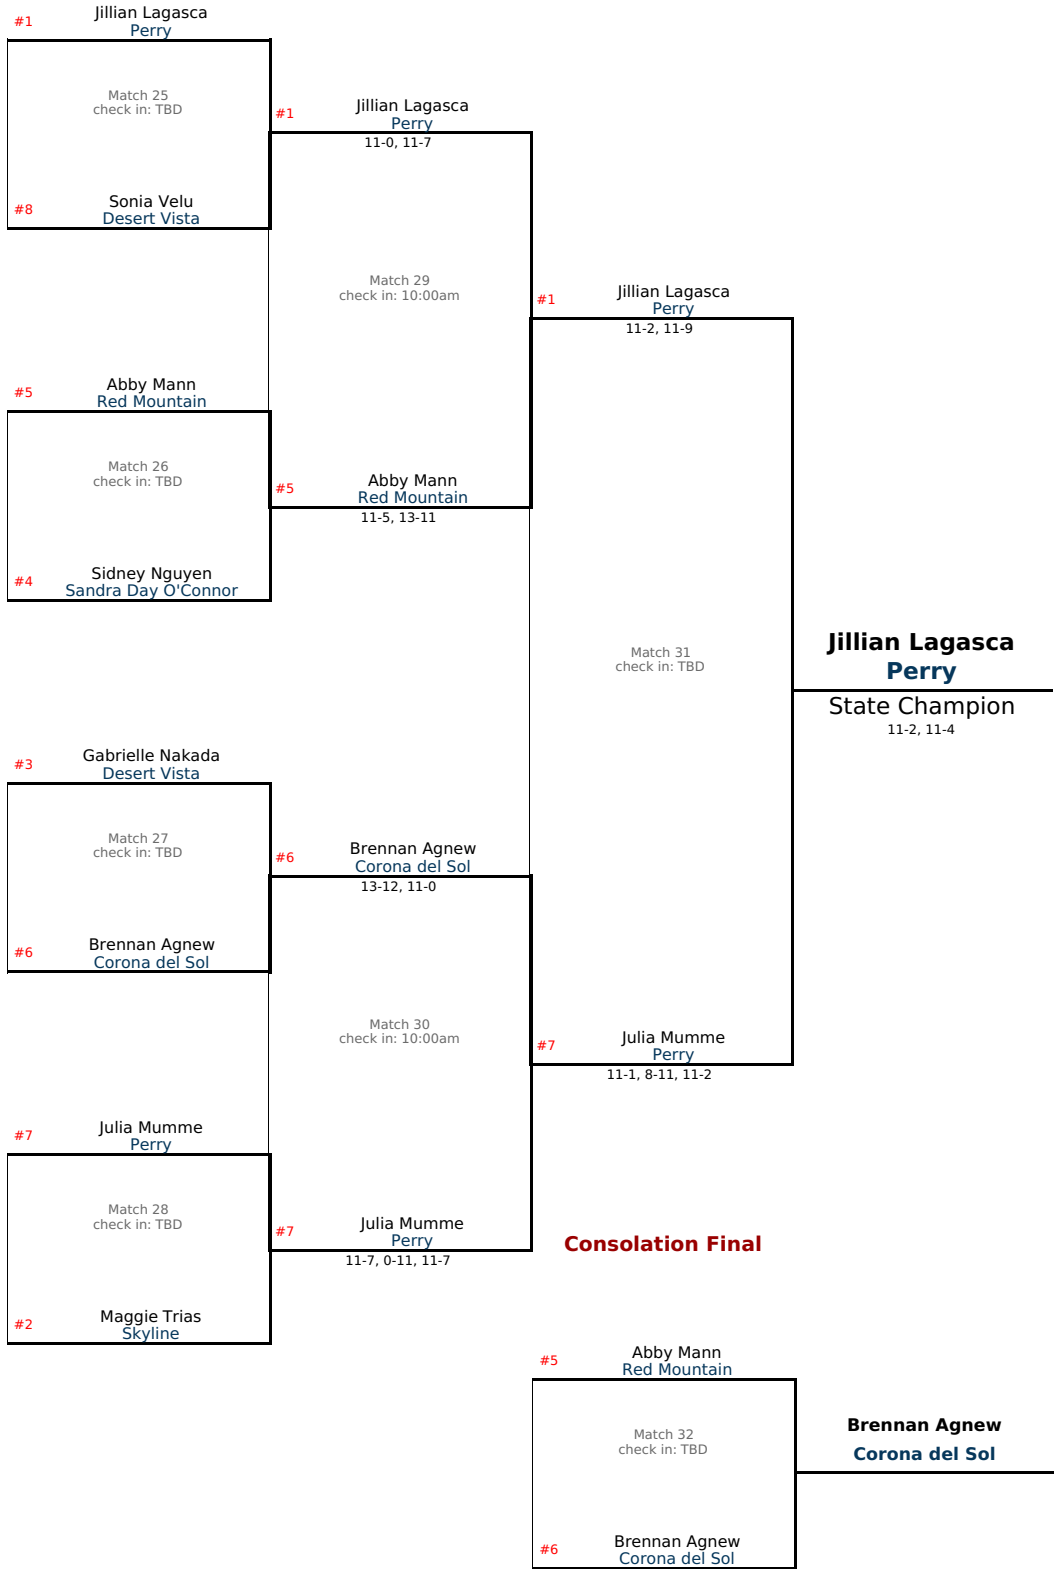 #1
Jillian Lagasca
Perry
Match 25
check in: TBD
#8
Sonia Velu
Desert Vista
#1
Jillian Lagasca
Perry
11-0, 11-7
Match 29
check in: 10:00am
#5
Abby Mann
Red Mountain
Match 26
check in: TBD
#4
Sidney Nguyen
Sandra Day O'Connor
#5
Abby Mann
Red Mountain
11-5, 13-11
#1
Jillian Lagasca
Perry
11-2, 11-9
Match 31
check in: TBD
Jillian Lagasca
Perry
State Champion
11-2, 11-4
#3
Gabrielle Nakada
Desert Vista
Match 27
check in: TBD
#6
Brennan Agnew
Corona del Sol
#6
Brennan Agnew
Corona del Sol
13-12, 11-0
Match 30
check in: 10:00am
#7
Julia Mumme
Perry
11-1, 8-11, 11-2
#7
Julia Mumme
Perry
Match 28
check in: TBD
#2
Maggie Trias
Skyline
#7
Julia Mumme
Perry
11-7, 0-11, 11-7
Consolation Final
#5
Abby Mann
Red Mountain
Match 32
check in: TBD
#6
Brennan Agnew
Corona del Sol
Brennan Agnew
Corona del Sol